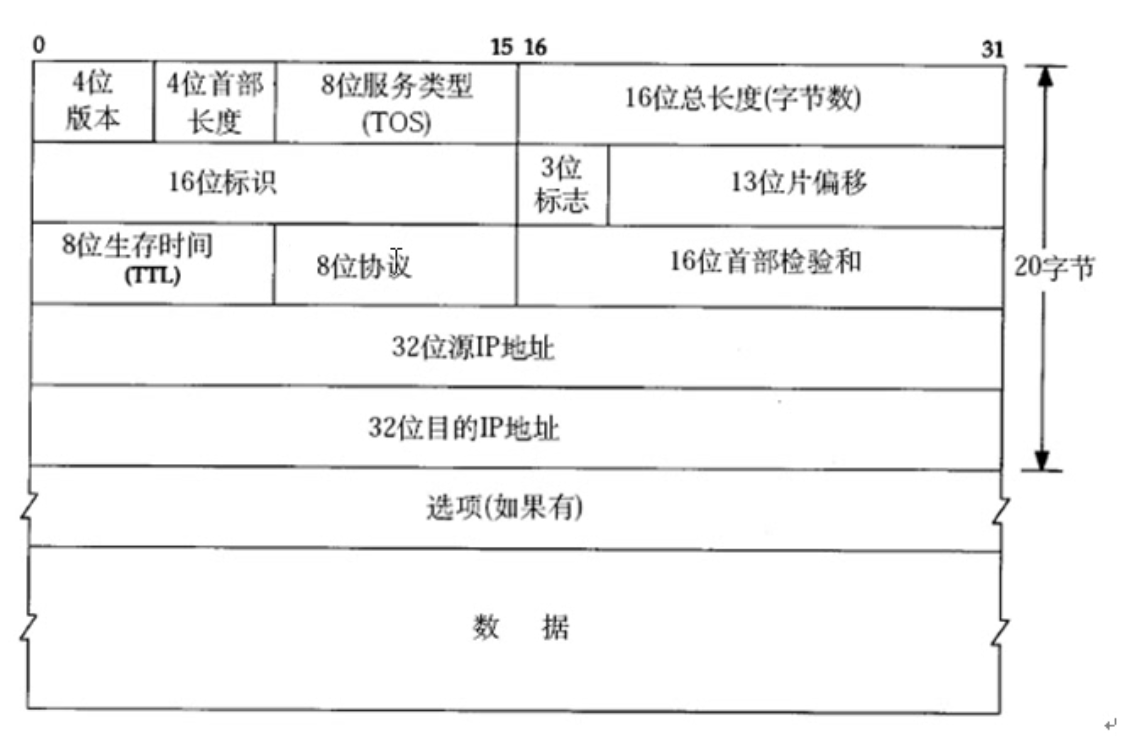 0 15 16 31
4位
版本
4位首部
长度
8位服务类型
(TOS)
16位总长度(字节数)
16位标识
3位
标志
13位片偏移
8位生存时间
(TTL)
8位协议
16位首部检验和
20字节
32位源IP地址
32位目的IP地址
选项(如果有)
数 据